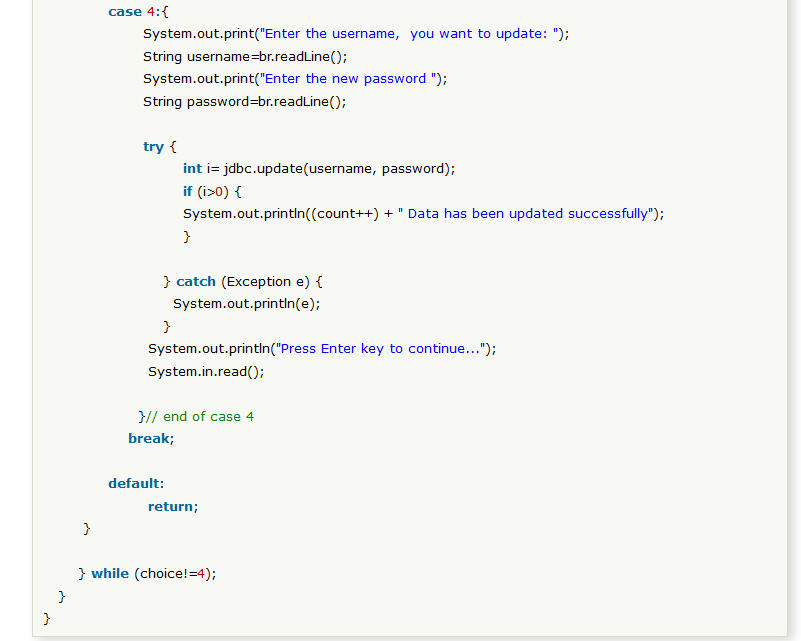 case 4:{
System.out.print("Enter the username,  you want to update: ");
String username=br.readLine();
System.out.print("Enter the new password ");
String password=br.readLine();
try {
int i= jdbc.update(username, password);
if (i>0) {
System.out.println((count++) + " Data has been updated successfully");
}
} catch (Exception e) {
System.out.println(e);
}
System.out.println("Press Enter key to continue...");
System.in.read();
}// end of case 4
break;
default:
return;
}
} while (choice!=4);
}
}